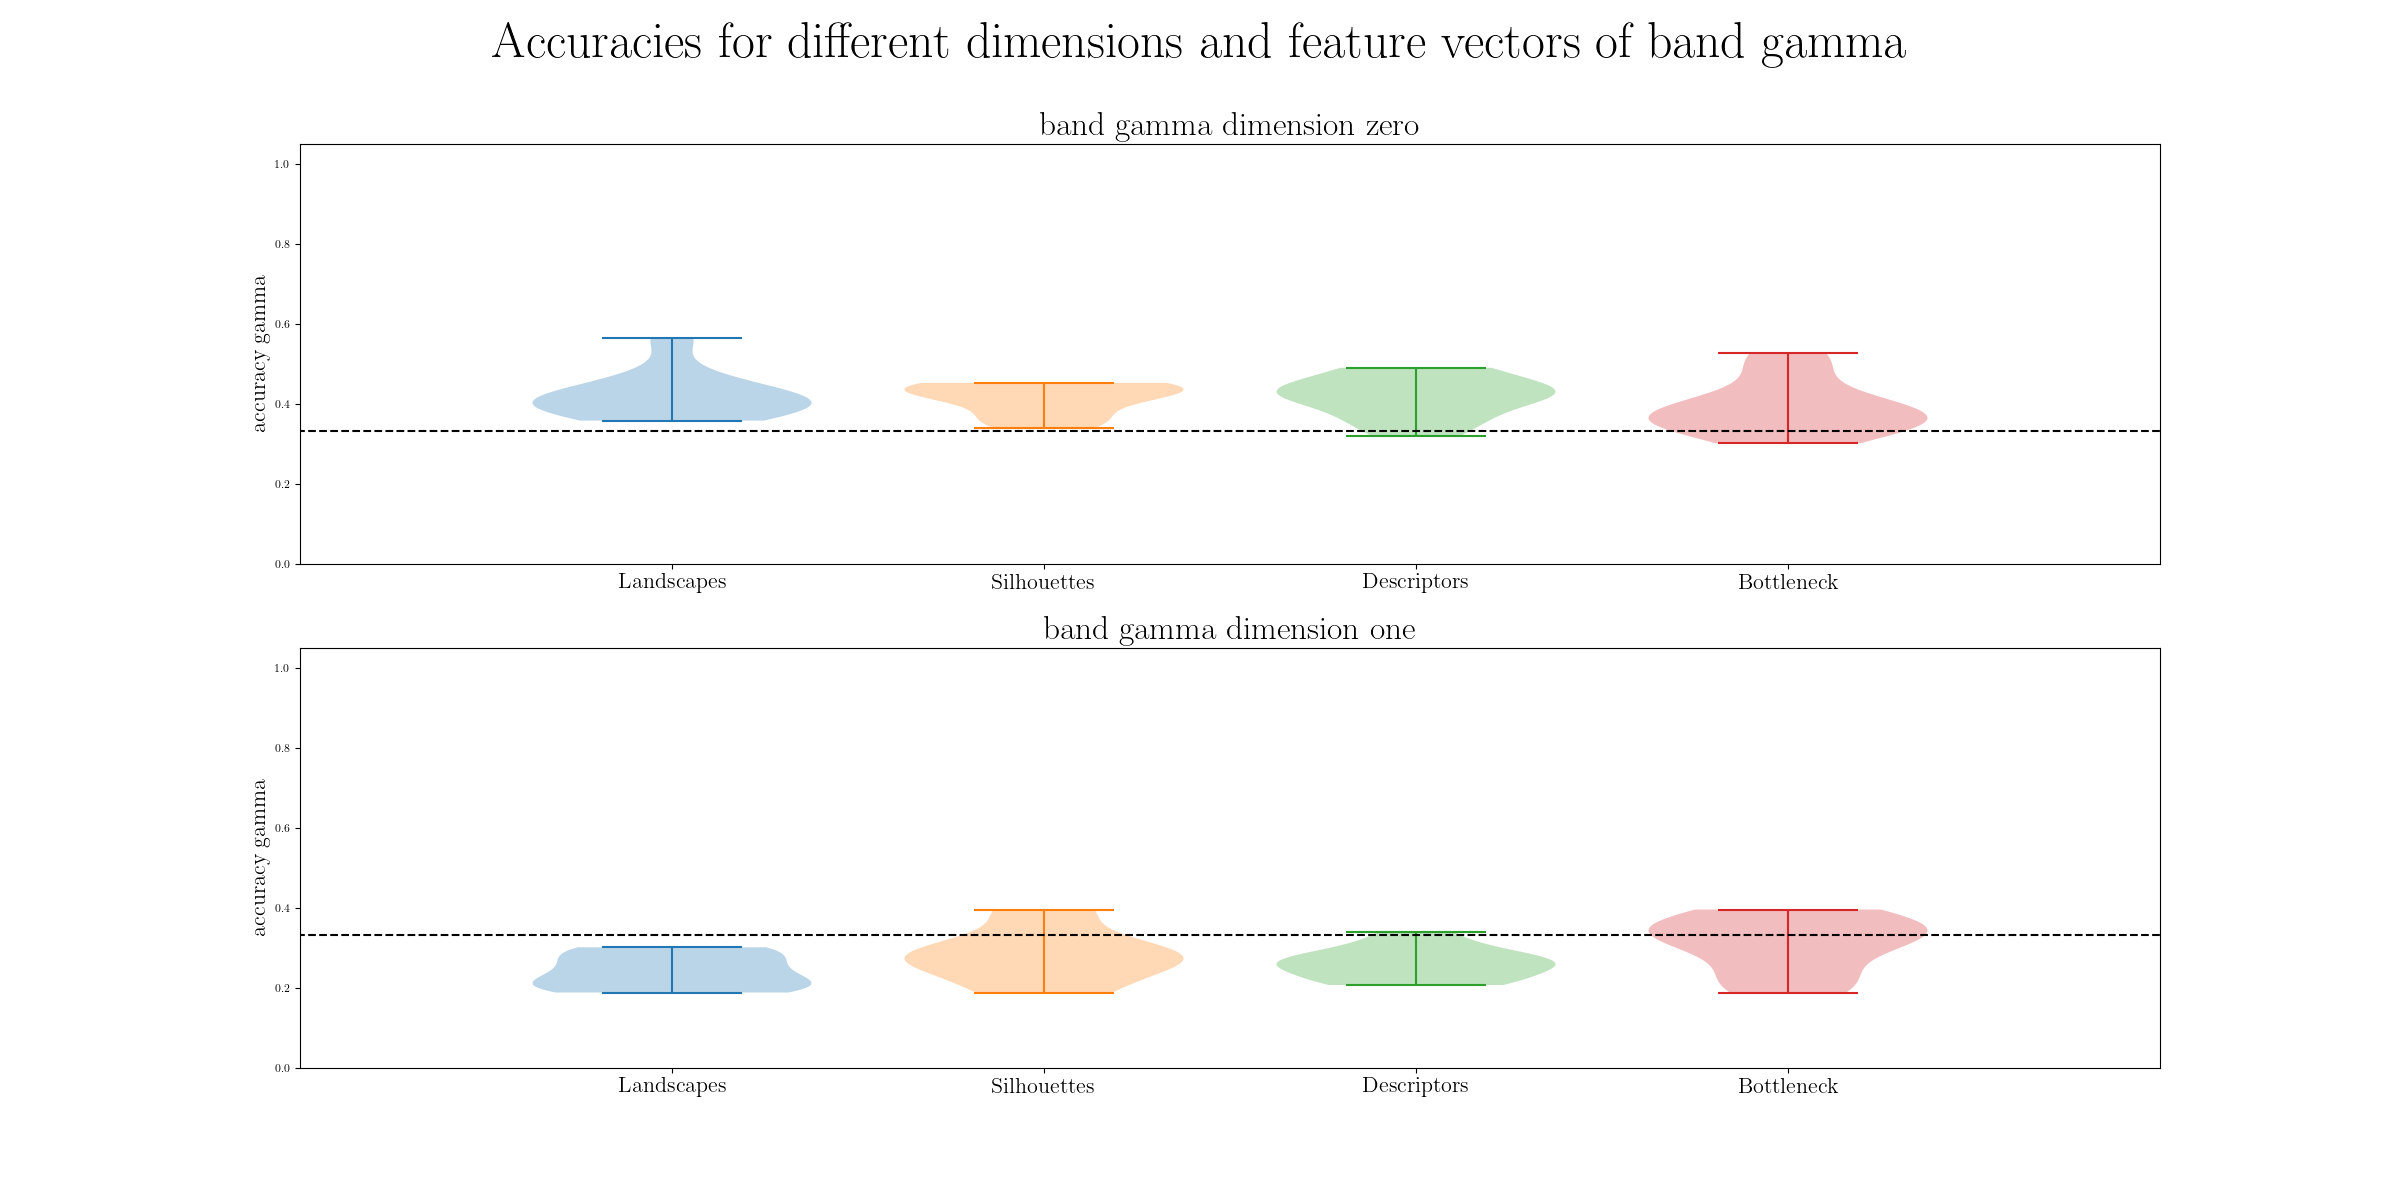 Accuracies for different dimensions and feature vectors of band gamma
band gamma dimension zero
accuracy gamma
1.0
0.8
0.6
0.4
0.2
0.0
Landscapes Silhouettes Descriptors Bottleneck
band gamma dimension one
accuracy gamma
1.0
0.8
0.6
0.4
0.2
0.0
Landscapes Silhouettes Descriptors Bottleneck